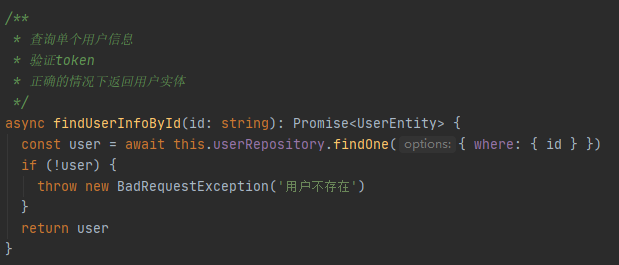 /**
 * 查询单个用户信息
 * 验证token
 * 正确的情况下返回用户实体
 */
async findUserInfoById(id: string): Promise<UserEntity> {
  const user = await this.userRepository.findOne( options: { where: { id } })
  if (!user) {
    throw new BadRequestException('用户不存在')
  }
  return user
}